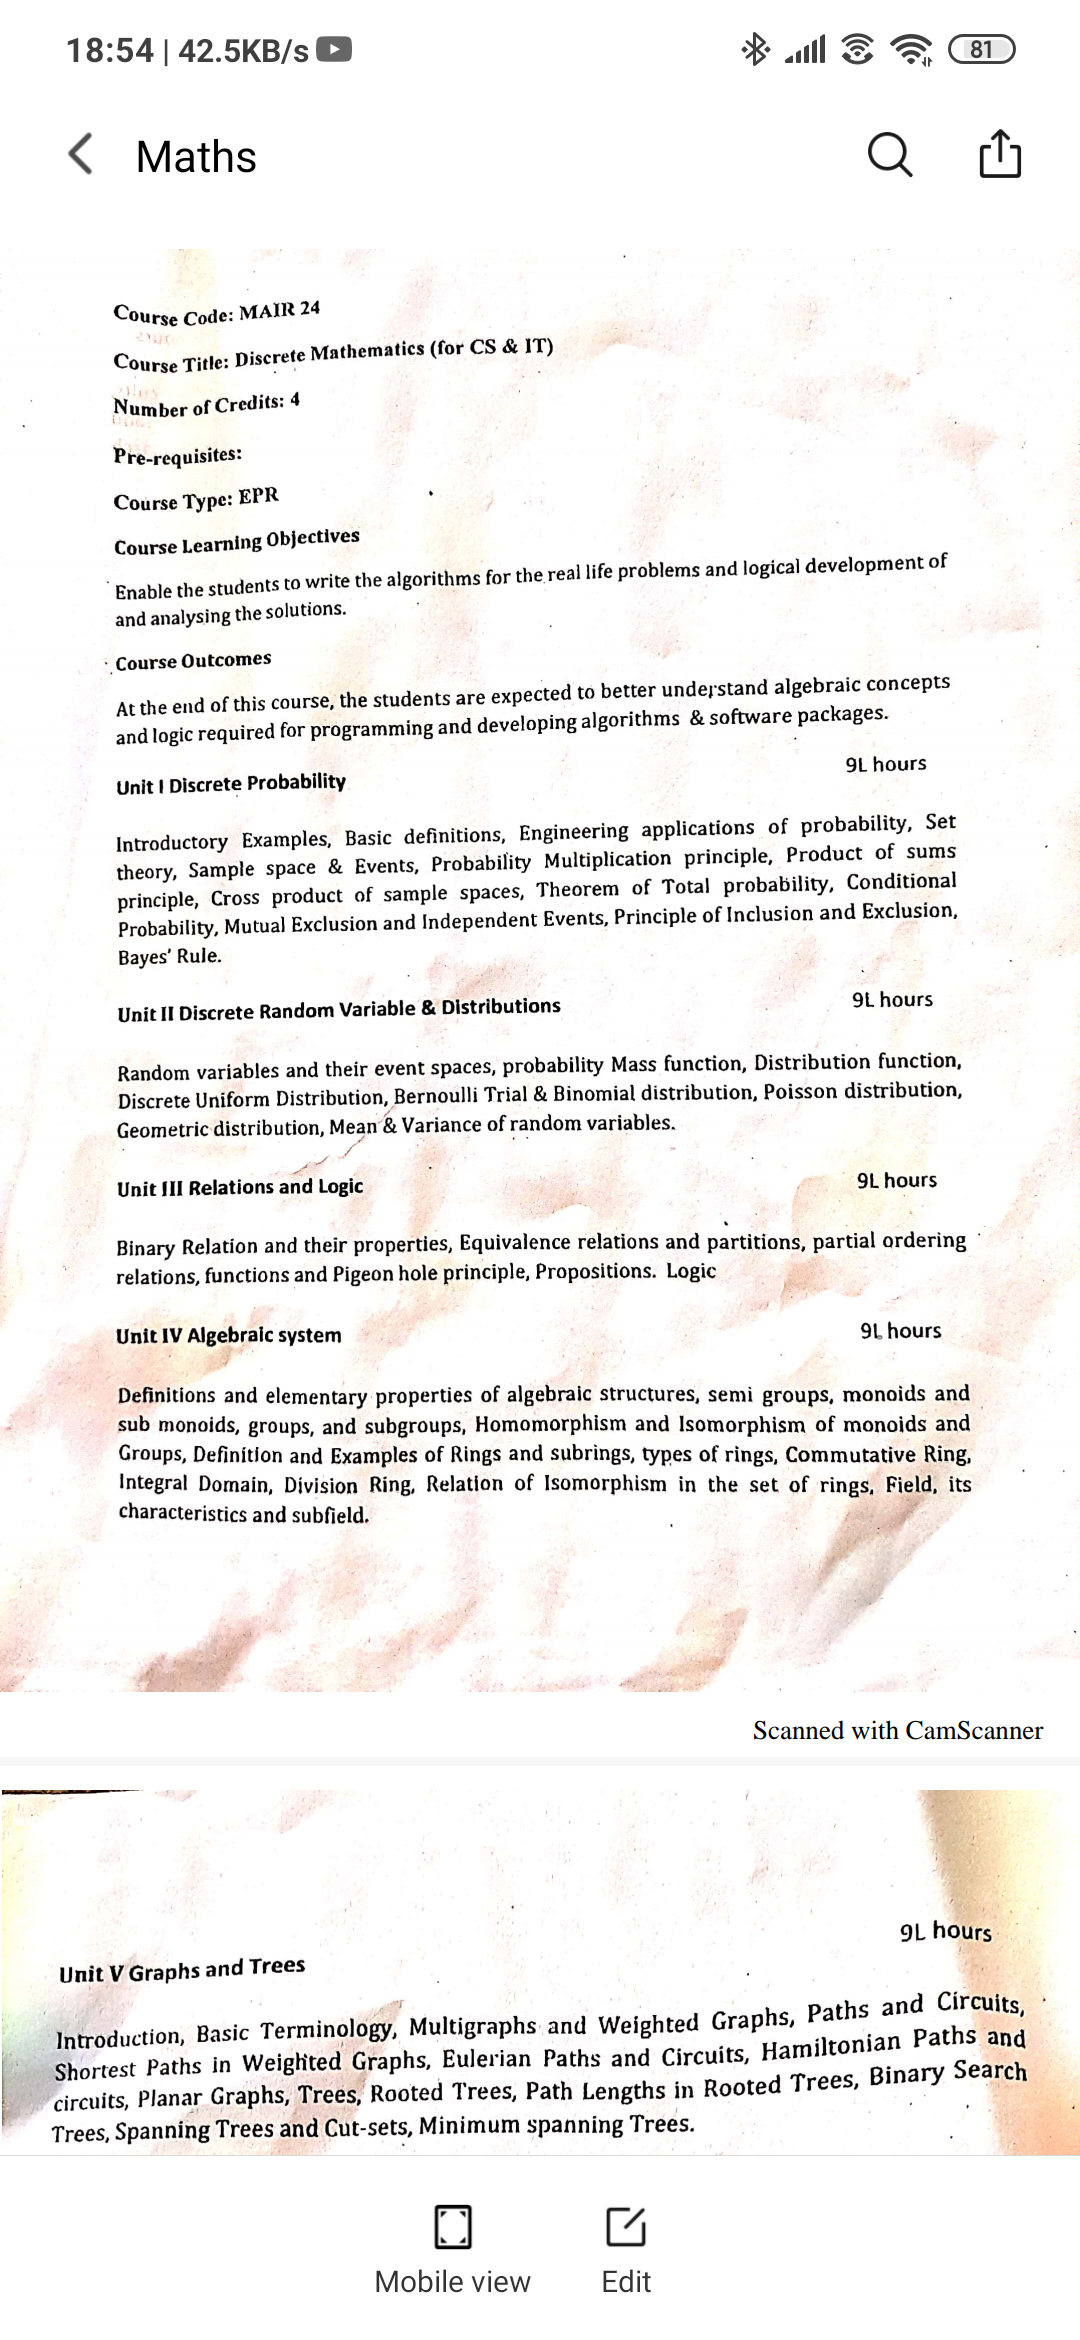 18:54 | 42.5KB/s
81
Maths
Course Code: MAIR 24
Course Title: Discrete Mathematics (for CS & IT)
Number of Credits: 4
Pre-requisites:
Course Type: EPR
Course Learning Objectives
Enable the students to write the algorithms for the real life problems and logical development of
and analysing the solutions.
Course Outcomes
At the end of this course, the students are expected to better understand algebraic concepts
and logic required for programming and developing algorithms & software packages.
9L hours
Unit I Discrete Probability
Introductory Examples, Basic definitions, Engineering applications of probability, Set
theory, Sample space & Events, Probability Multiplication principle, Product of sums
principle, Cross product of sample spaces, Theorem of Total probability, Conditional
Probability, Mutual Exclusion and Independent Events, Principle of Inclusion and Exclusion,
Bayes' Rule.
Unit II Discrete Random Variable & Distributions 9L hours
Random variables and their event spaces, probability Mass function, Distribution function,
Discrete Uniform Distribution, Bernoulli Trial & Binomial distribution, Poisson distribution,
Geometric distribution, Mean & Variance of random variables.
Unit III Relations and Logic 9L hours
Binary Relation and their properties, Equivalence relations and partitions, partial ordering
relations, functions and Pigeon hole principle, Propositions. Logic
Unit IV Algebraic system 9L hours
Definitions and elementary properties of algebraic structures, semi groups, monoids and
sub monoids, groups, and subgroups, Homomorphism and Isomorphism of monoids and
Groups, Definition and Examples of Rings and subrings, types of rings, Commutative Ring,
Integral Domain, Division Ring, Relation of Isomorphism in the set of rings, Field, its
characteristics and subfield.
Scanned with CamScanner
9L hours
Unit V Graphs and Trees
Introduction, Basic Terminology, Multigraphs and Weighted Graphs, Paths and Circuits,
Shortest Paths in Weighted Graphs, Eulerian Paths and Circuits, Hamiltonian Paths and
circuits, Planar Graphs, Trees, Rooted Trees, Path Lengths in Rooted Trees, Binary Search
Trees, Spanning Trees and Cut-sets, Minimum spanning Trees.
Mobile view
Edit